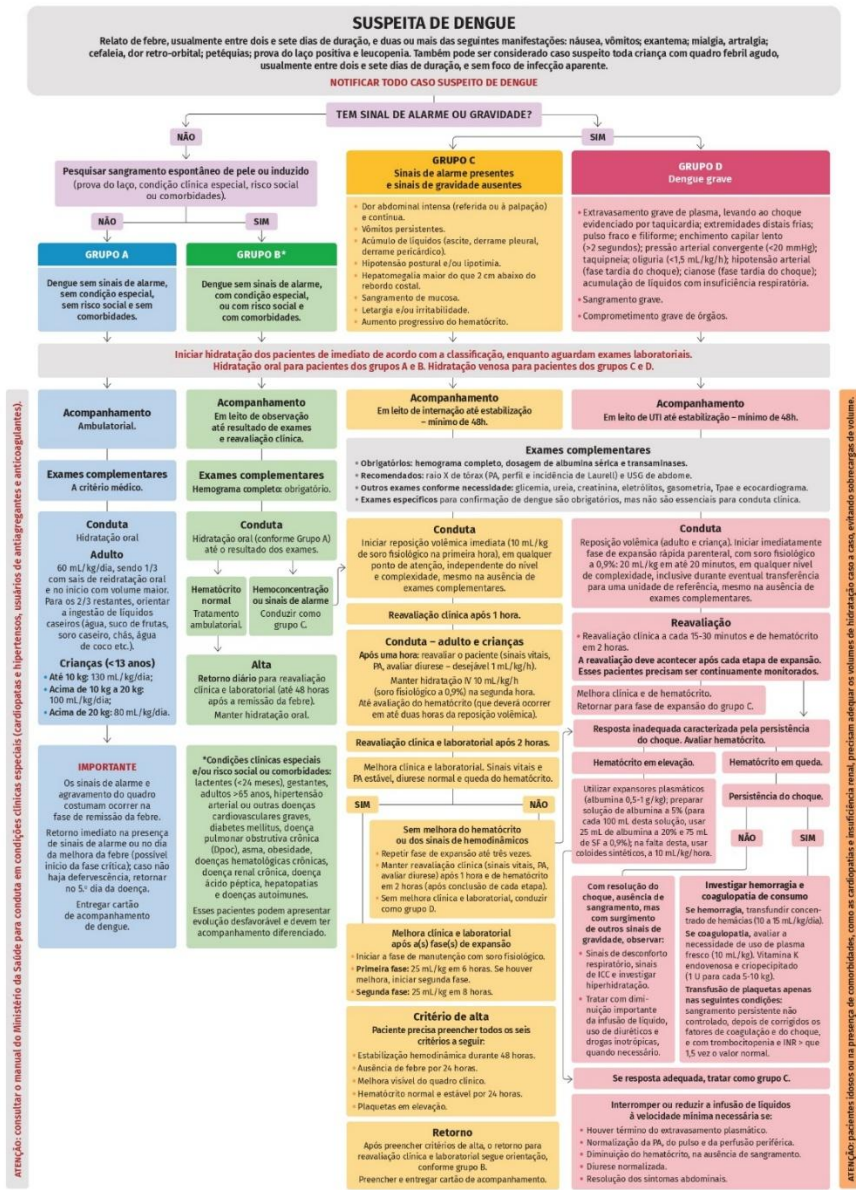 SUSPEITA DE DENGUE
Relato de febre, usualmente entre dois e sete dias de duração, e duas ou mais das seguintes manifestações: náusea, vômitos; exantema; mialgia, artralgia;
cefaleia, dor retro-orbital; petéquias; prova do laço positiva e leucopenia. Também pode ser considerado caso suspeito toda criança com quadro febril agudo,
usualmente entre dois e sete dias de duração, e sem foco de infecção aparente.
NOTIFICAR TODO CASO SUSPEITO DE DENGUE
TEM SINAL DE ALARME OU GRAVIDADE?
NÃO
SIM
Pesquisar sangramento espontâneo de pele ou induzido
(prova do laço, condição clínica especial, risco social
ou comorbidades).
NÃO
SIM
GRUPO A
Dengue sem sinais de alarme,
sem condição especial,
sem risco social e sem
comorbidades.
GRUPO B*
Dengue sem sinais de alarme,
com condição especial,
ou com risco social e
com comorbidades.
GRUPO C
Sinais de alarme presentes
e sinais de gravidade ausentes
• Dor abdominal intensa (referida ou à palpação)
e contínua.
• Vômitos persistentes.
• Acúmulo de líquidos (ascite, derrame pleural,
derrame pericárdico).
• Hipotensão postural e/ou lipotimia.
• Hepatomegalia maior do que 2 cm abaixo do
rebordo costal.
• Sangramento de mucosa.
• Letargia e/ou irritabilidade.
• Aumento progressivo do hematócrito.
GRUPO D
Dengue grave
• Extravasamento grave de plasma, levando ao choque
evidenciado por taquicardia; extremidades distais frias;
pulso fraco e filiforme; enchimento capilar lento
(>2 segundos); pressão arterial convergente (<20 mmHg);
taquipneia; oliguria (<1,5 mL/kg/h); hipotensão arterial
(fase tardia do choque); cianose (fase tardia do choque);
acumulação de líquidos com insuficiência respiratória.
• Sangramento grave.
• Comprometimento grave de órgãos.
Iniciar hidratação dos pacientes de imediato de acordo com a classificação, enquanto aguardam exames laboratoriais.
Hidratação oral para pacientes dos grupos A e B. Hidratação venosa para pacientes dos grupos C e D.
Acompanhamento
Ambulatorial.
Exames complementares
A critério médico.
Conduta
Hidratação oral
Adulto
60 mL/kg/dia, sendo 1/3
com sais de reidratação oral
e no início com volume maior.
Para os 2/3 restantes, orientar
a ingestão de líquidos
caseiros (água, suco de frutas,
soro caseiro, chás, água
de coco etc.).
Crianças (<13 anos)
• Até 10 kg: 130 mL/kg/dia;
• Acima de 10 kg a 20 kg:
100 mL/kg/dia;
• Acima de 20 kg: 80 mL/kg/dia.
IMPORTANTE
Os sinais de alarme e
agravamento do quadro
costumam ocorrer na
fase de remissão da febre.
Retorno imediato na presença
de sinais de alarme ou no dia
da melhora da febre (possível
início da fase crítica); caso não
haja defervescência, retornar
no 5.º dia da doença.
Entregar cartão
de acompanhamento
de dengue.
Acompanhamento
Em leito de observação
até resultado de exames
e reavaliação clínica.
Exames complementares
Hemograma completo: obrigatório.
Conduta
Hidratação oral (conforme Grupo A)
até o resultado dos exames.
Hematócrito
normal
Tratamento
ambulatorial.
Hemoconcentração
ou sinais de alarme
Conduzir como
grupo C.
Alta
Retorno diário para reavaliação
clínica e laboratorial (até 48 horas
após a remissão da febre).
Manter hidratação oral.
*Condições clínicas especiais
e/ou risco social ou comorbidades:
lactentes (<24 meses), gestantes,
adultos >65 anos, hipertensão
arterial ou outras doenças
cardiovasculares graves,
diabetes mellitus, doença
pulmonar obstrutiva crônica
(Dpoc), asma, obesidade,
doenças hematológicas crônicas,
doença renal crônica, doença
ácido péptica, hepatopatias
e doenças autoimunes.
Esses pacientes podem apresentar
evolução desfavorável e devem ter
acompanhamento diferenciado.
Acompanhamento
Em leito de internação até estabilização
– mínimo de 48h.
Acompanhamento
Em leito de UTI até estabilização – mínimo de 48h.
Exames complementares
• Obrigatórios: hemograma completo, dosagem de albumina sérica e transaminases.
• Recomendados: raio X de tórax (PA, perfil e incidência de Laurell) e USG de abdome.
• Outros exames conforme necessidade: glicemia, ureia, creatinina, eletrólitos, gasometria, Tpae e ecocardiograma.
• Exames específicos para confirmação de dengue são obrigatórios, mas não são essenciais para conduta clínica.
Conduta
Iniciar reposição volêmica imediata (10 mL/kg
de soro fisiológico na primeira hora), em qualquer
ponto de atenção, independente do nível
e complexidade, mesmo na ausência de
exames complementares.
Reavaliação clínica após 1 hora.
Conduta – adulto e crianças
Após uma hora: reavaliar o paciente (sinais vitais,
PA, avaliar diurese – desejável 1 mL/kg/h).
Manter hidratação IV 10 mL/kg/h
(soro fisiológico a 0,9%) na segunda hora.
Até avaliação do hematócrito (que deverá ocorrer
em até duas horas da reposição volêmica).
Reavaliação clínica e laboratorial após 2 horas.
Melhora clínica e laboratorial. Sinais vitais e
PA estável, diurese normal e queda do hematócrito.
SIM
NÃO
Sem melhora do hematócrito
ou dos sinais de hemodinâmicos
• Repetir fase de expansão até três vezes.
• Manter reavaliação clínica (sinais vitais, PA,
avaliar diurese) após 1 hora e de hematócrito
em 2 horas (após conclusão de cada etapa).
• Sem melhora clínica e laboratorial, conduzir
como grupo D.
Melhora clínica e laboratorial
após a(s) fase(s) de expansão
• Iniciar a fase de manutenção com soro fisiológico.
• Primeira fase: 25 mL/kg em 6 horas. Se houver
melhora, iniciar segunda fase.
• Segunda fase: 25 mL/kg em 8 horas.
Critério de alta
Paciente precisa preencher todos os seis
critérios a seguir:
• Estabilização hemodinâmica durante 48 horas.
• Ausência de febre por 24 horas.
• Melhora visível do quadro clínico.
• Hematócrito normal e estável por 24 horas.
• Plaquetas em elevação.
Retorno
Após preencher critérios de alta, o retorno para
reavaliação clínica e laboratorial segue orientação,
conforme grupo B.
Preencher e entregar cartão de acompanhamento.
Conduta
Reposição volêmica (adulto e criança). Iniciar imediatamente
fase de expansão rápida parenteral, com soro fisiológico
a 0,9%: 20 mL/kg em até 20 minutos, em qualquer nível
de complexidade, inclusive durante eventual transferência
para uma unidade de referência, mesmo na ausência de
exames complementares.
Reavaliação
• Reavaliação clínica a cada 15-30 minutos e de hematócrito
em 2 horas.
A reavaliação deve acontecer após cada etapa de expansão.
Esses pacientes precisam ser continuamente monitorados.
Melhora clínica e de hematócrito.
Retornar para fase de expansão do grupo C.
Resposta inadequada caracterizada pela persistência
do choque. Avaliar hematócrito.
Hematócrito em elevação.
Hematócrito em queda.
Utilizar expansores plasmáticos
(albumina 0,5-1 g/kg); preparar
solução de albumina a 5% (para
cada 100 mL desta solução, usar
25 mL de albumina a 20% e 75 mL
de SF a 0,9%); na falta desta, usar
coloides sintéticos, a 10 mL/kg/hora.
Persistência do choque.
NÃO
SIM
Com resolução do
choque, ausência de
sangramento,
mas com surgimento
de outros sinais de
gravidade, observar:
• Sinais de desconforto
respiratório, sinais
de ICC e investigar
hiperhidratação.
• Tratar com dimi-
nuição importante
da infusão de líquido,
uso de diuréticos e
drogas inotrópicas,
quando necessário.
Investigar hemorragia e
coagulopatia de consumo
Se hemorragia, transfundir concen-
trado de hemácias (10 a 15 mL/kg/dia).
Se coagulopatia, avaliar a
necessidade de uso de plasma
fresco (10 mL/kg). Vitamina K
endovenosa e criopecipitado
(1 U para cada 5-10 kg).
Transfusão de plaquetas apenas
nas seguintes condições:
sangramento persistente não
controlado, depois de corrigidos os
fatores de coagulação e do choque,
e com trombocitopenia e INR > que
1,5 vez o valor normal.
Se resposta adequada, tratar como grupo C.
Interromper ou reduzir a infusão de líquidos
à velocidade mínima necessária se:
• Houver término do extravasamento plasmático.
• Normalização da PA, do pulso e da perfusão periférica.
• Diminuição do hematócrito, na ausência de sangramento.
• Diurese normalizada.
• Resolução dos sintomas abdominais.
ATENÇÃO: consultar o manual do Ministério da Saúde para conduta em condições clínicas especiais (cardiopatas e hipertensos, usuários de antiagregantes e anticoagulantes).
ATENÇÃO: pacientes idosos ou na presença de comorbidades, como as cardiopatias e insuficiência renal, precisam adequar os volumes de hidratação caso a caso, evitando sobrecargas de volume.